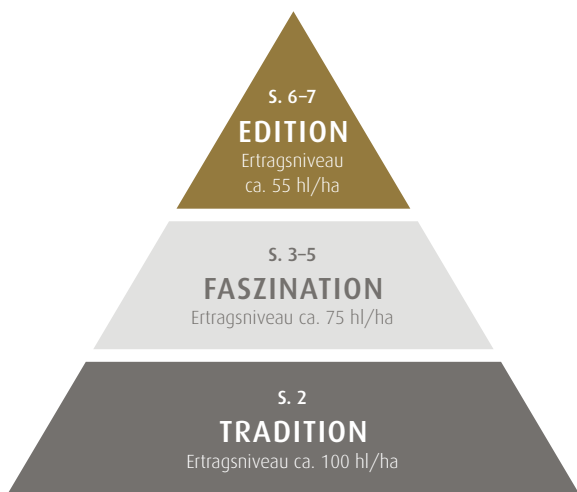 S. 6–7
EDITION
Ertragsniveau
ca. 55 hl/ha
S. 3–5
FASZINATION
Ertragsniveau ca. 75 hl/ha
S. 2
TRADITION
Ertragsniveau ca. 100 hl/ha